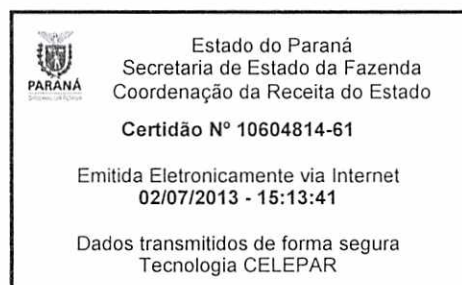 PARANÁ
Estado do Paraná
Secretaria de Estado da Fazenda
Coordenação da Receita do Estado
Certidão Nº 10604814-61
Emitida Eletronicamente via Internet
02/07/2013 - 15:13:41
Dados transmitidos de forma segura
Tecnologia CELEPAR